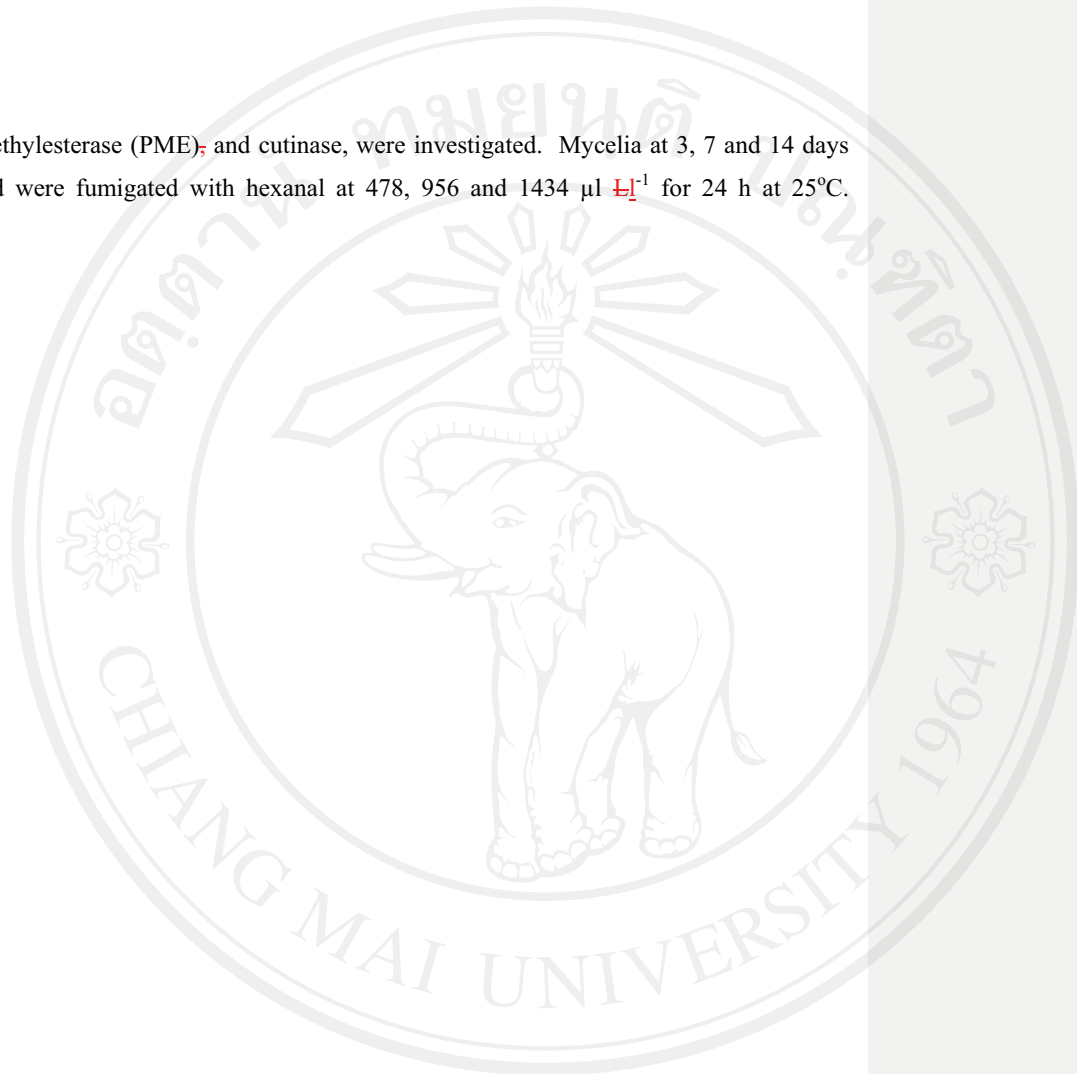 ethylesterase (PME), and cutinase, were investigated. Mycelia at 3, 7 and 14 days
d were fumigated with hexanal at 478, 956 and 1434 µl Ll-1 for 24 h at 25oC.
CHIANG MAI UNIVERSITY 1964